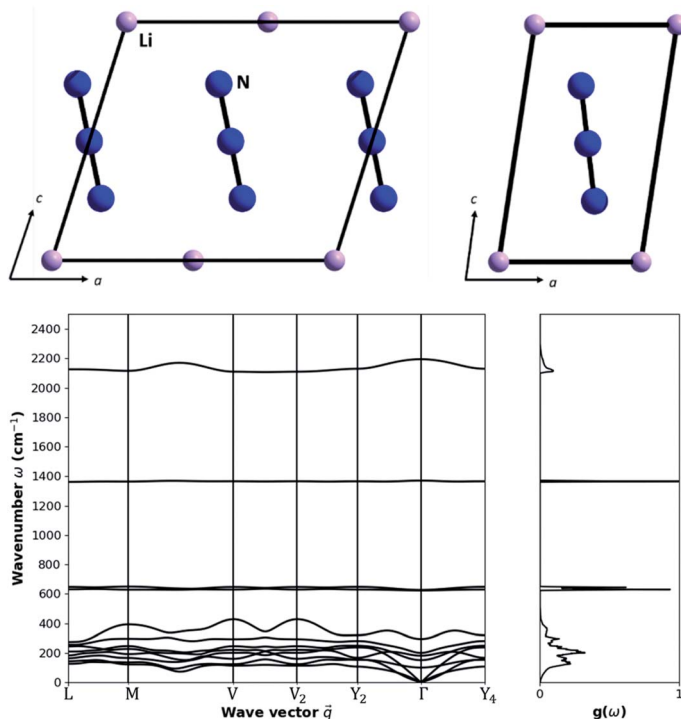 Li
N
c
a
c
a
2400
2200
2000
1800
1600
1400
1200
1000
800
600
400
200
0
Wavenumber ω (cm⁻¹)
L M V V₂ Y₂ Γ Y₄
Wave vector q⃗
0 1
g(ω)